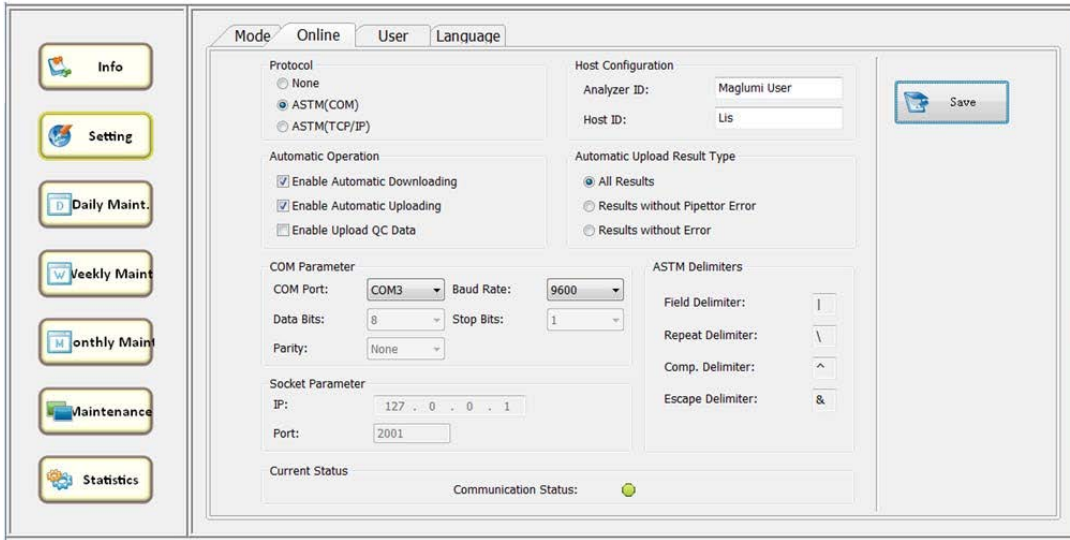 Info
Setting
Daily Maint.
Weekly Maint
Monthly Maint
Maintenance
Statistics
Mode Online User Language
Protocol
None
ASTM(COM)
ASTM(TCP/IP)
Host Configuration
Analyzer ID: Maglumi User
Host ID: Lis
Save
Automatic Operation
Enable Automatic Downloading
Enable Automatic Uploading
Enable Upload QC Data
Automatic Upload Result Type
All Results
Results without Pipettor Error
Results without Error
COM Parameter
COM Port: COM3 Baud Rate: 9600
Data Bits: 8 Stop Bits: 1
Parity: None
ASTM Delimiters
Field Delimiter: |
Repeat Delimiter: \
Comp. Delimiter: ^
Escape Delimiter: &
Socket Parameter
IP: 127 . 0 . 0 . 1
Port: 2001
Current Status
Communication Status: